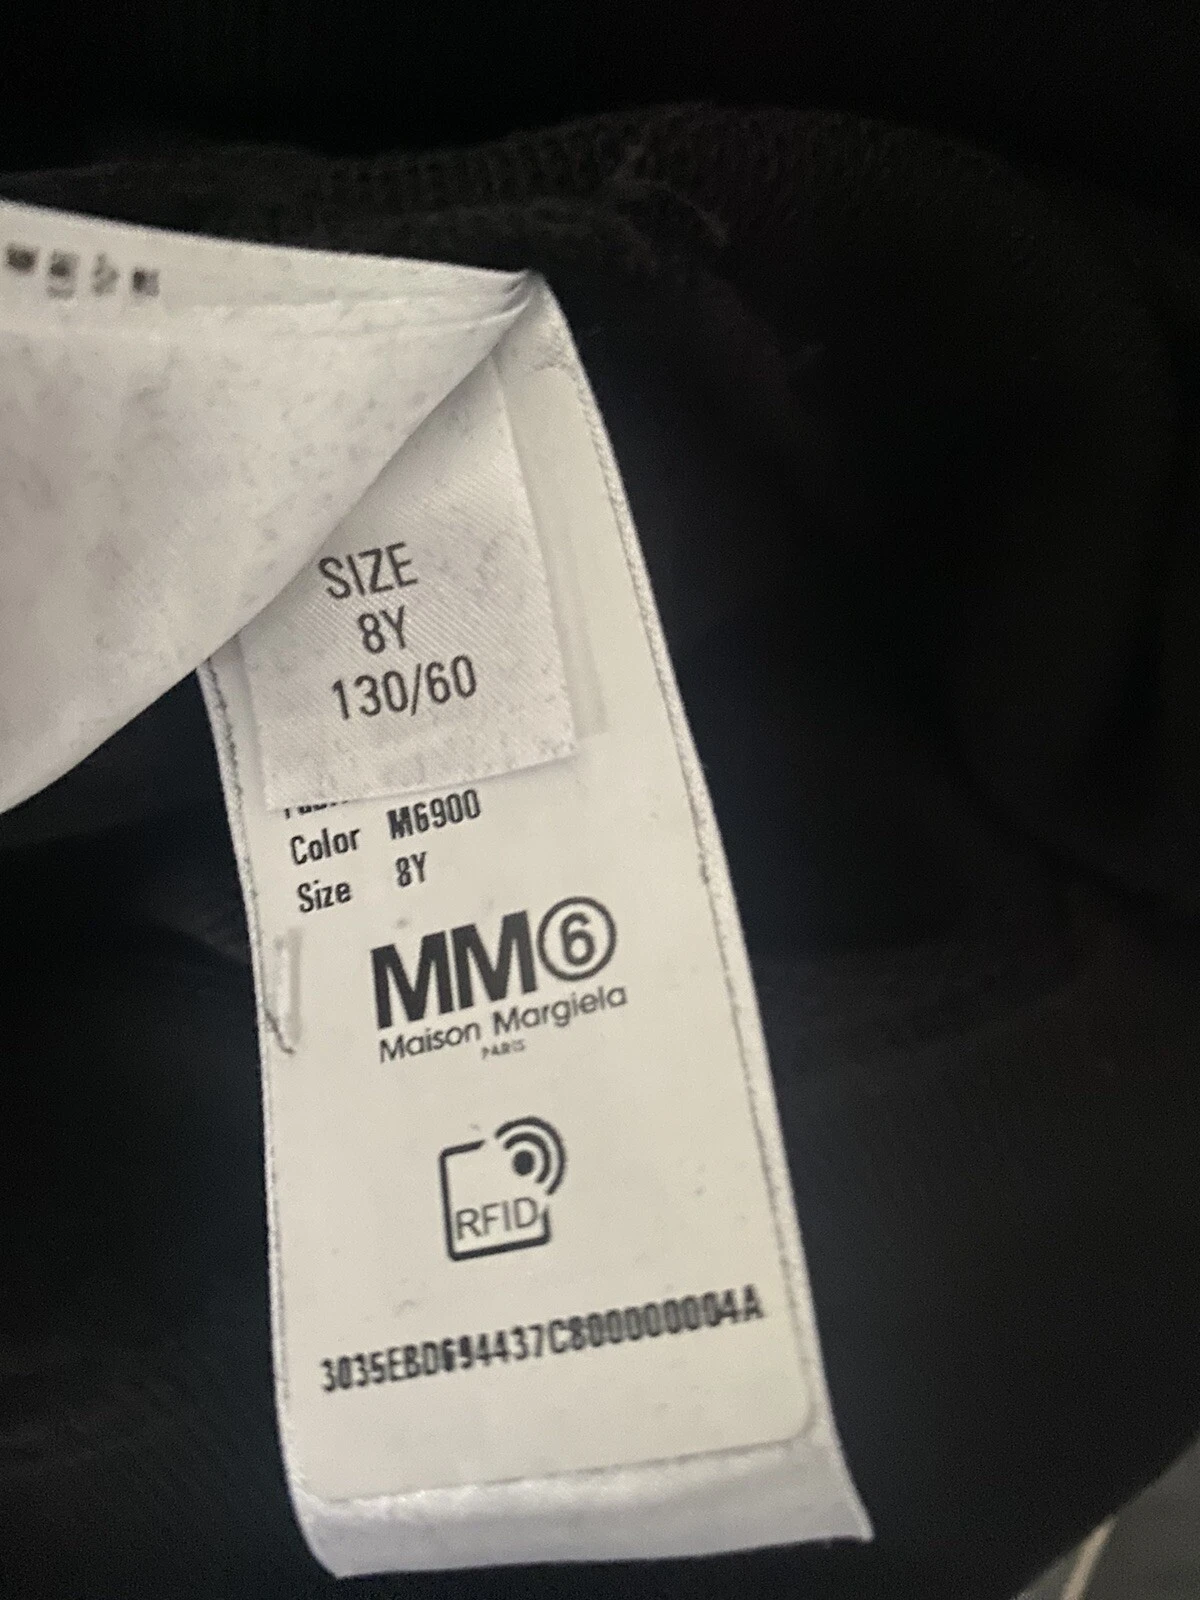 SIZE
8Y
130/60
Color M6900
Size 8Y
MM⑥
Maison Margiela
PARIS
RFID
3035EBD694437C800000004A